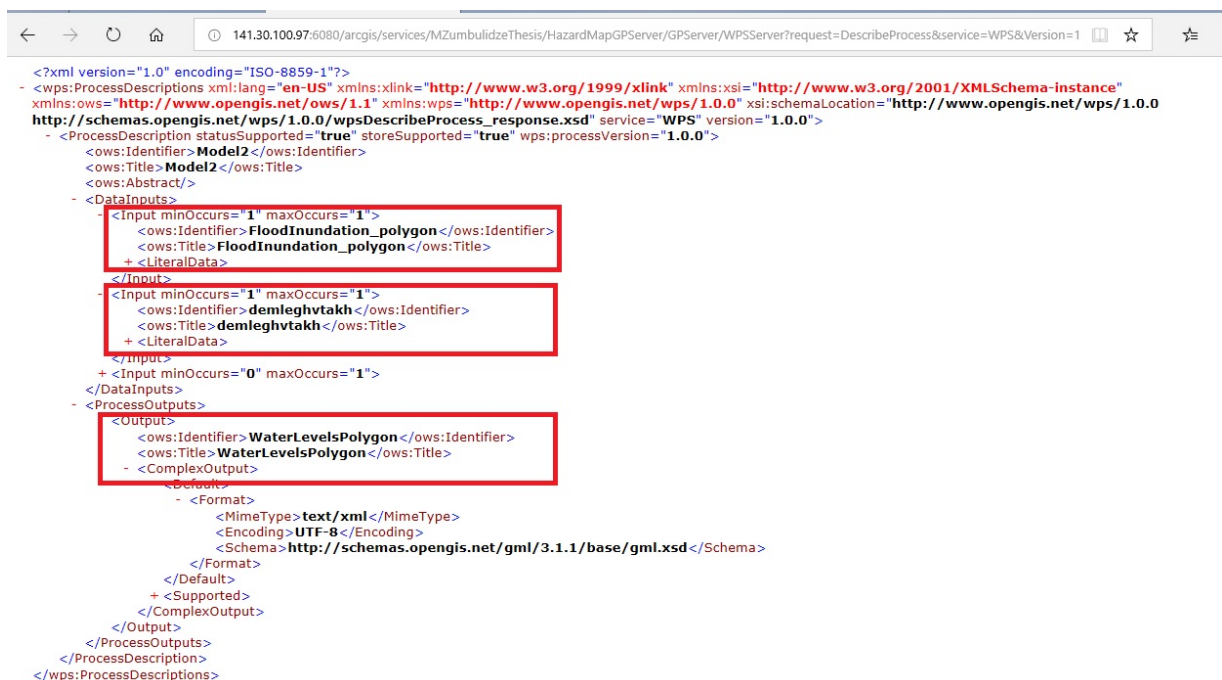 141.30.100.97:6080/arcgis/services/MZumbulidzeThesis/HazardMapGPServer/GPServer/WPSServer?request=DescribeProcess&service=WPS&Version=1
<?xml version="1.0" encoding="ISO-8859-1"?>
- <wps:ProcessDescriptions xml:lang="en-US" xmlns:xlink="http://www.w3.org/1999/xlink" xmlns:xsi="http://www.w3.org/2001/XMLSchema-instance"
xmlns:ows="http://www.opengis.net/ows/1.1" xmlns:wps="http://www.opengis.net/wps/1.0.0" xsi:schemaLocation="http://www.opengis.net/wps/1.0.0
http://schemas.opengis.net/wps/1.0.0/wpsDescribeProcess_response.xsd" service="WPS" version="1.0.0">
- <ProcessDescription statusSupported="true" storeSupported="true" wps:processVersion="1.0.0">
<ows:Identifier>Model2</ows:Identifier>
<ows:Title>Model2</ows:Title>
<ows:Abstract/>
- <DataInputs>
- <Input minOccurs="1" maxOccurs="1">
<ows:Identifier>FloodInundation_polygon</ows:Identifier>
<ows:Title>FloodInundation_polygon</ows:Title>
+ <LiteralData>
</Input>
- <Input minOccurs="1" maxOccurs="1">
<ows:Identifier>demleghvtakh</ows:Identifier>
<ows:Title>demleghvtakh</ows:Title>
+ <LiteralData>
</Input>
+ <Input minOccurs="0" maxOccurs="1">
</DataInputs>
- <ProcessOutputs>
<Output>
<ows:Identifier>WaterLevelsPolygon</ows:Identifier>
<ows:Title>WaterLevelsPolygon</ows:Title>
- <ComplexOutput>
<Default>
- <Format>
<MimeType>text/xml</MimeType>
<Encoding>UTF-8</Encoding>
<Schema>http://schemas.opengis.net/gml/3.1.1/base/gml.xsd</Schema>
</Format>
</Default>
+ <Supported>
</ComplexOutput>
</Output>
</ProcessOutputs>
</ProcessDescription>
</wps:ProcessDescriptions>